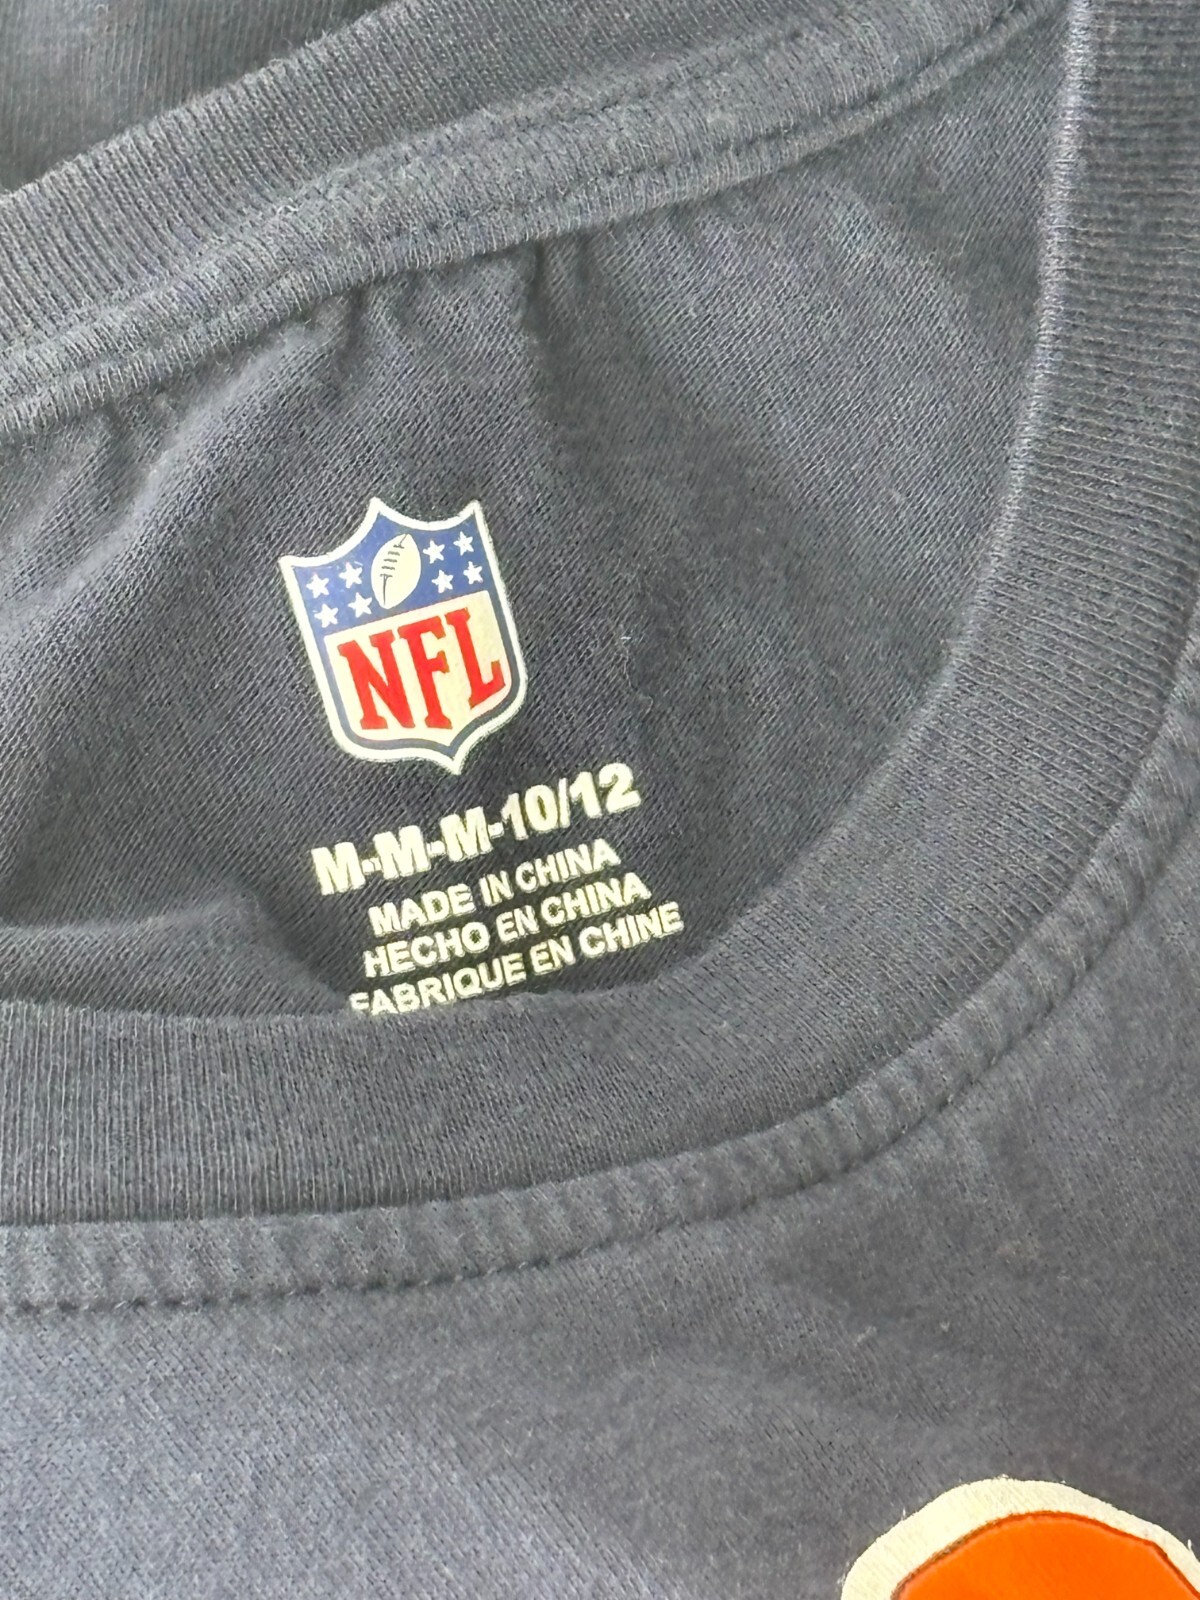 NFL
M-M-M-10/12
MADE IN CHINA
HECHO EN CHINA
FABRIQUE EN CHINE